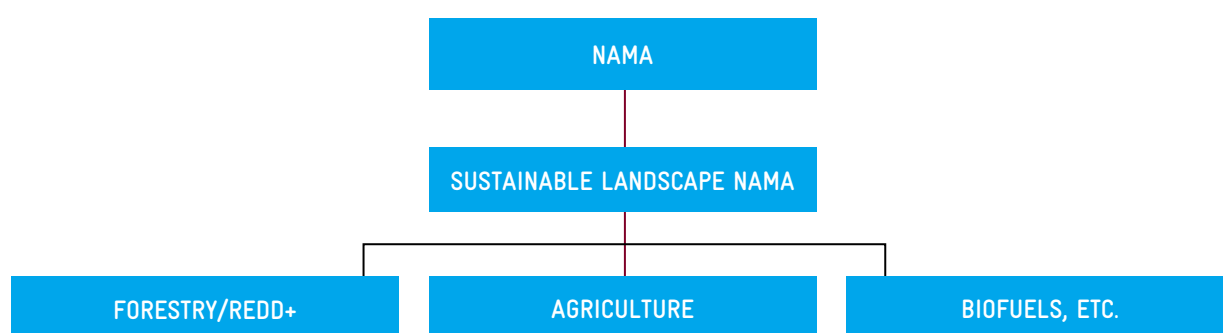 NAMA
SUSTAINABLE LANDSCAPE NAMA
FORESTRY/REDD+
AGRICULTURE
BIOFUELS, ETC.